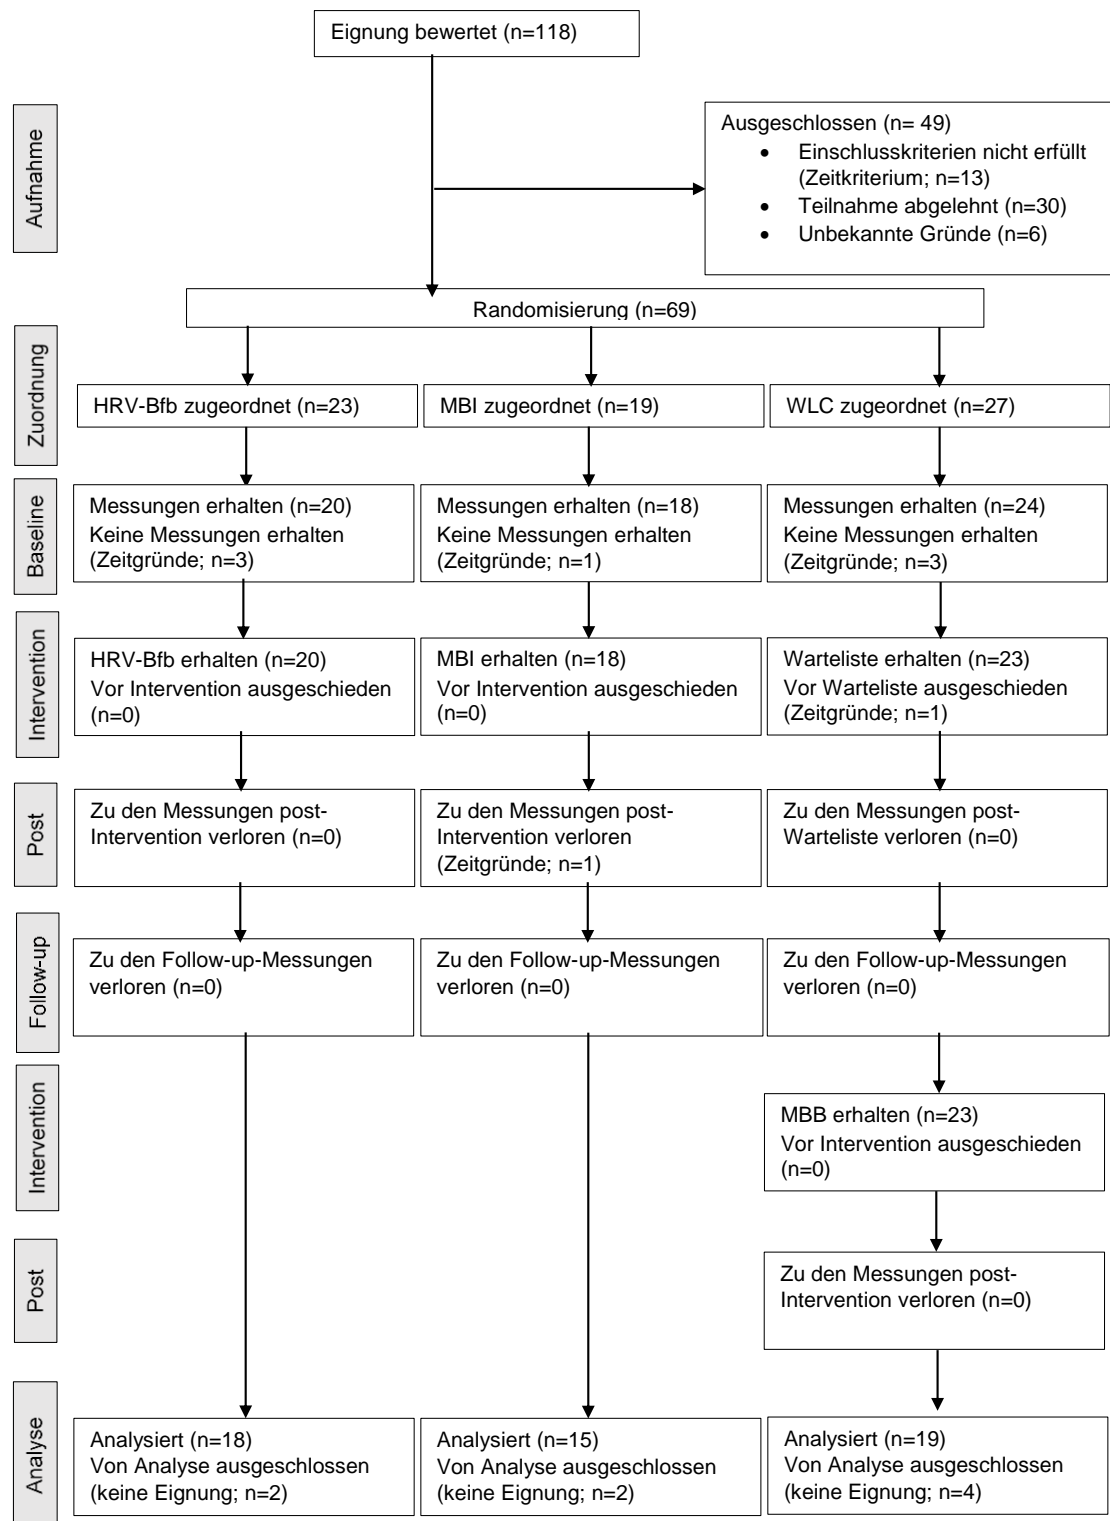 Eignung bewertet (n=118)
Aufnahme
Ausgeschlossen (n= 49)
• Einschlusskriterien nicht erfüllt
(Zeitkriterium; n=13)
• Teilnahme abgelehnt (n=30)
• Unbekannte Gründe (n=6)
Randomisierung (n=69)
Zuordnung
HRV-Bfb zugeordnet (n=23)
MBI zugeordnet (n=19)
WLC zugeordnet (n=27)
Baseline
Messungen erhalten (n=20)
Keine Messungen erhalten
(Zeitgründe; n=3)
Messungen erhalten (n=18)
Keine Messungen erhalten
(Zeitgründe; n=1)
Messungen erhalten (n=24)
Keine Messungen erhalten
(Zeitgründe; n=3)
Intervention
HRV-Bfb erhalten (n=20)
Vor Intervention ausgeschieden
(n=0)
MBI erhalten (n=18)
Vor Intervention ausgeschieden
(n=0)
Warteliste erhalten (n=23)
Vor Warteliste ausgeschieden
(Zeitgründe; n=1)
Post
Zu den Messungen post-
Intervention verloren (n=0)
Zu den Messungen post-
Intervention verloren
(Zeitgründe; n=1)
Zu den Messungen post-
Warteliste verloren (n=0)
Follow-up
Zu den Follow-up-Messungen
verloren (n=0)
Zu den Follow-up-Messungen
verloren (n=0)
Zu den Follow-up-Messungen
verloren (n=0)
Intervention
MBB erhalten (n=23)
Vor Intervention ausgeschieden
(n=0)
Post
Zu den Messungen post-
Intervention verloren (n=0)
Analyse
Analysiert (n=18)
Von Analyse ausgeschlossen
(keine Eignung; n=2)
Analysiert (n=15)
Von Analyse ausgeschlossen
(keine Eignung; n=2)
Analysiert (n=19)
Von Analyse ausgeschlossen
(keine Eignung; n=4)